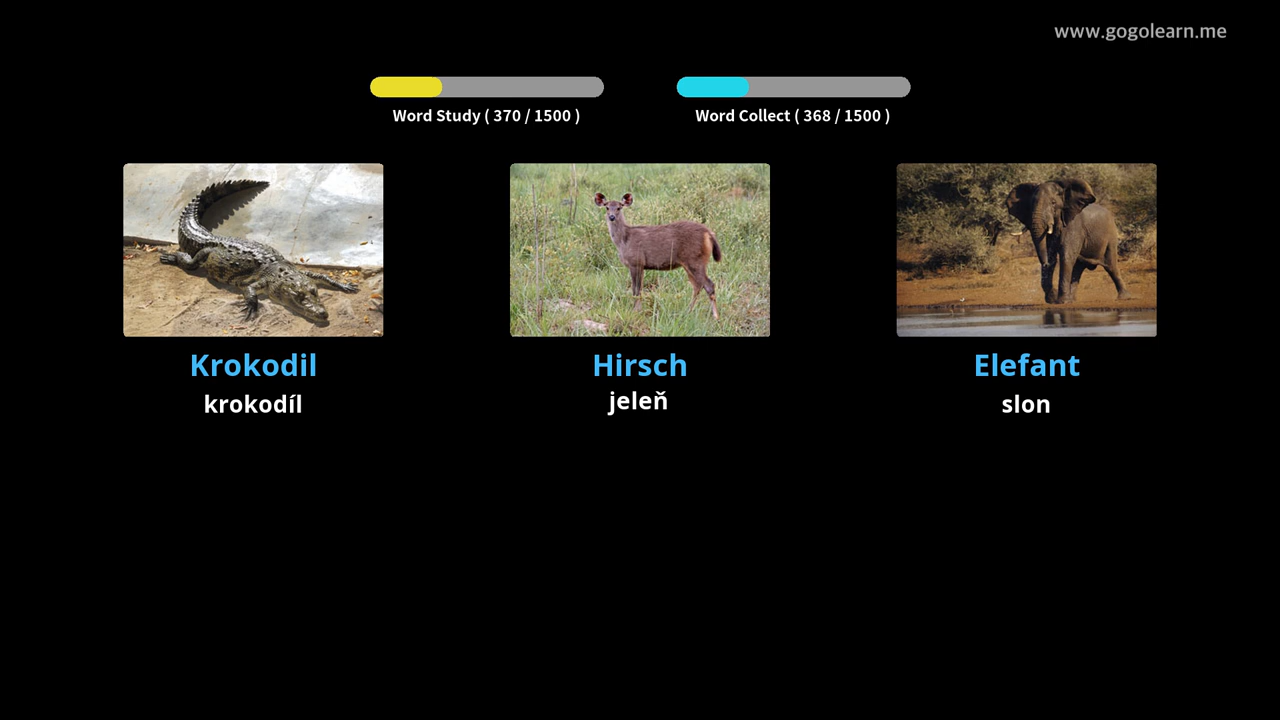 www.gogolearn.me
Word Study ( 370 / 1500 )
Word Collect ( 368 / 1500 )
Krokodil
krokodíl
Hirsch
jeleň
Elefant
slon